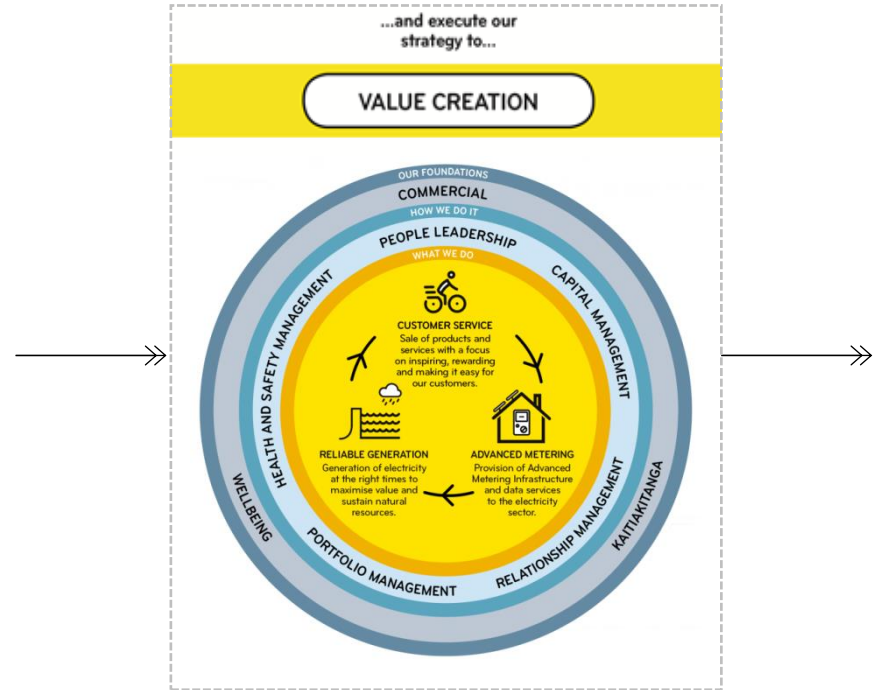 ...and execute our
strategy to...
VALUE CREATION
OUR FOUNDATIONS
COMMERCIAL
HOW WE DO IT
PEOPLE LEADERSHIP
WHAT WE DO
HEALTH AND SAFETY MANAGEMENT
CAPITAL MANAGEMENT
CUSTOMER SERVICE
Sale of products and
services with a focus
on inspiring, rewarding
and making it easy for
our customers.
RELIABLE GENERATION
Generation of electricity
at the right times to
maximise value and
sustain natural
resources.
ADVANCED METERING
Provision of Advanced
Metering Infrastructure
and data services
to the electricity
sector.
WELLBEING
PORTFOLIO MANAGEMENT
RELATIONSHIP MANAGEMENT
KAITIAKITANGA